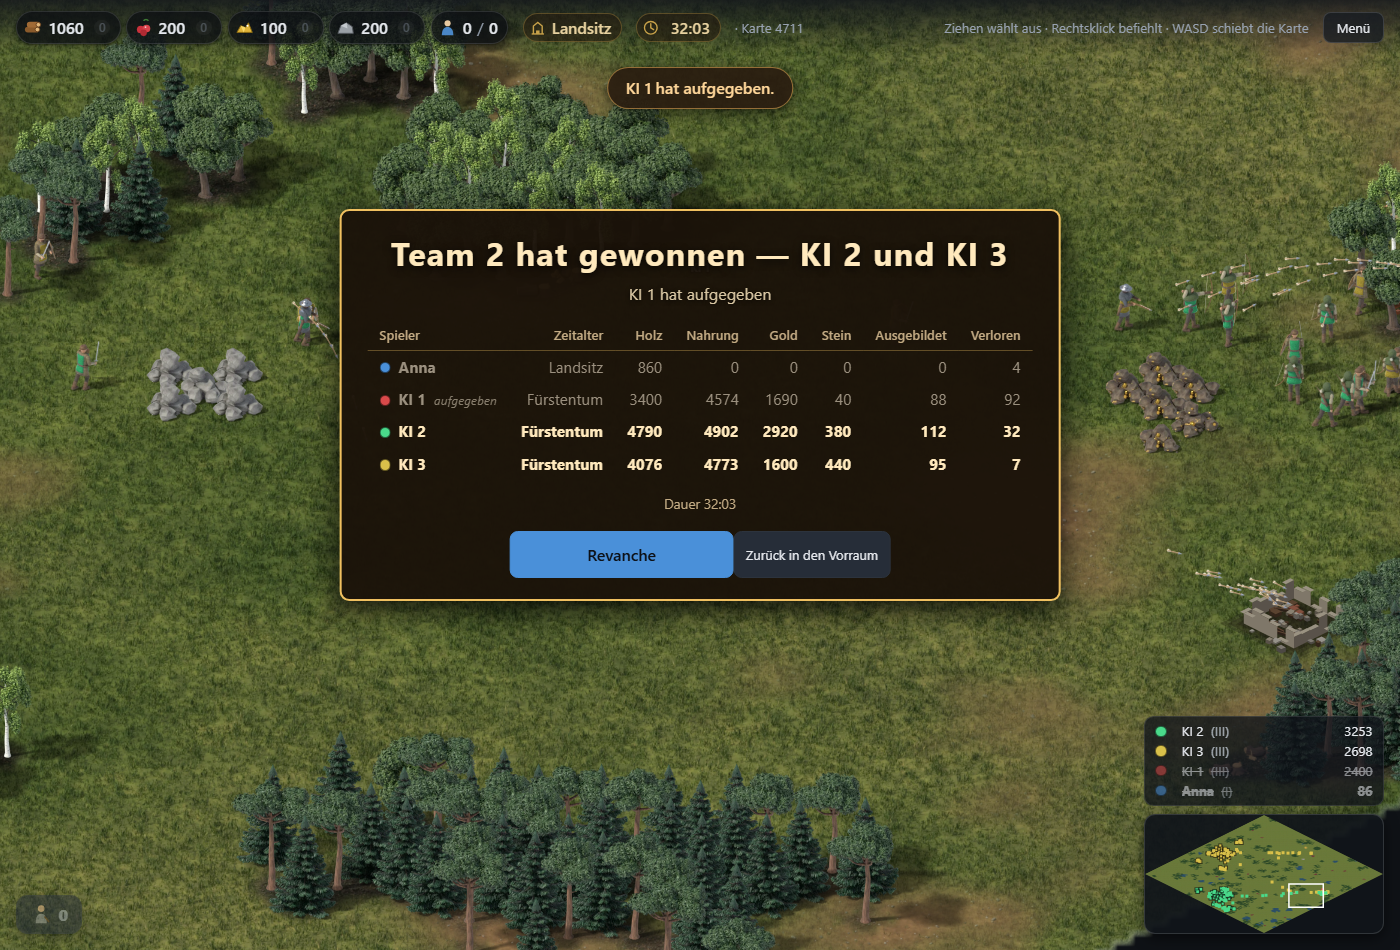 1060 0 200 0 100 0 200 0 0 / 0 Landsitz 32:03 · Karte 4711 Ziehen wählt aus · Rechtsklick befiehlt · WASD schiebt die Karte Menü
KI 1 hat aufgegeben.
Team 2 hat gewonnen — KI 2 und KI 3
KI 1 hat aufgegeben
Spieler Zeitalter Holz Nahrung Gold Stein Ausgebildet Verloren
Anna Landsitz 860 0 0 0 0 4
KI 1 aufgegeben Fürstentum 3400 4574 1690 40 88 92
KI 2 Fürstentum 4790 4902 2920 380 112 32
KI 3 Fürstentum 4076 4773 1600 440 95 7
Dauer 32:03
Revanche Zurück in den Vorraum
KI 2 (III) 3253
KI 3 (III) 2698
KI 1 (III) 2400
Anna (I) 86
0